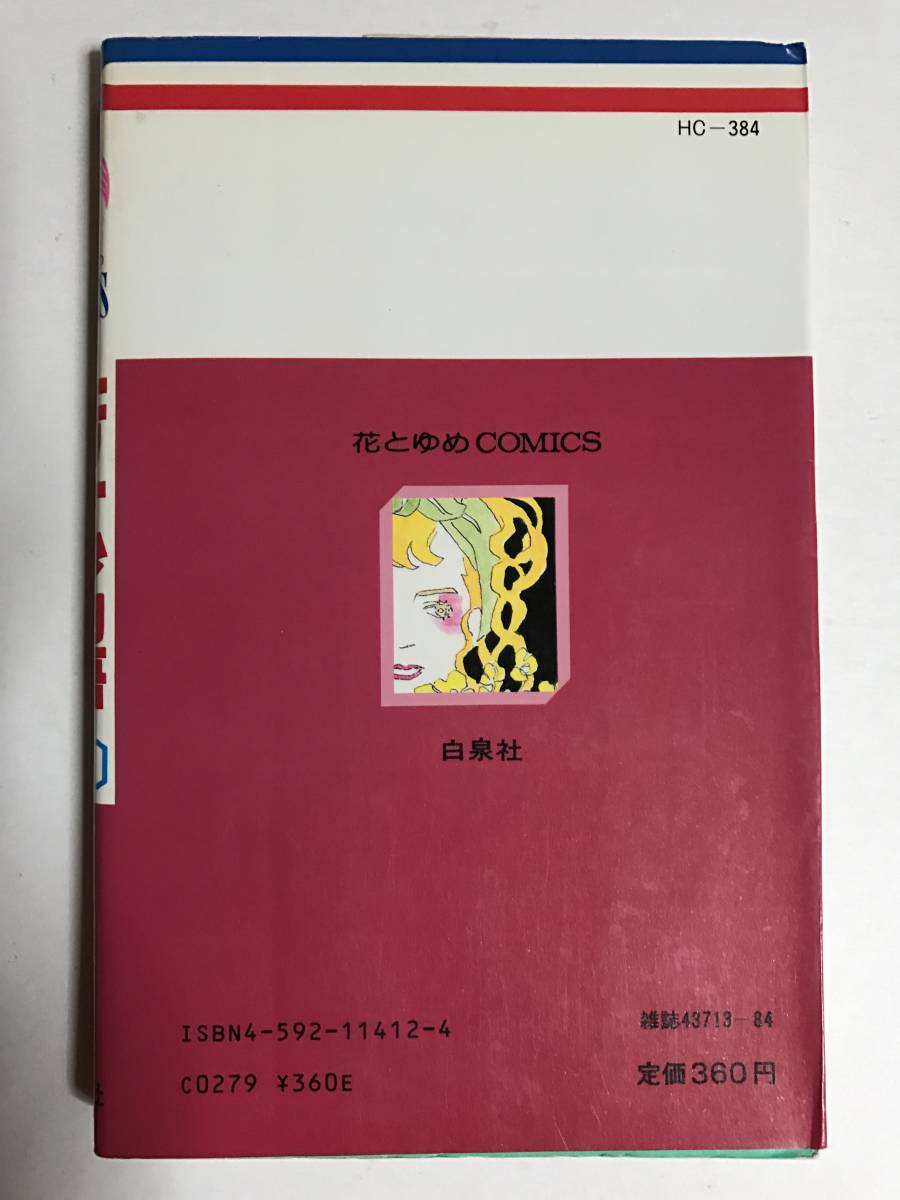 HC−384
花とゆめCOMICS
白泉社
ISBN4-592-11412-4
雑誌43713−84
C0279 ¥360E
定価360円